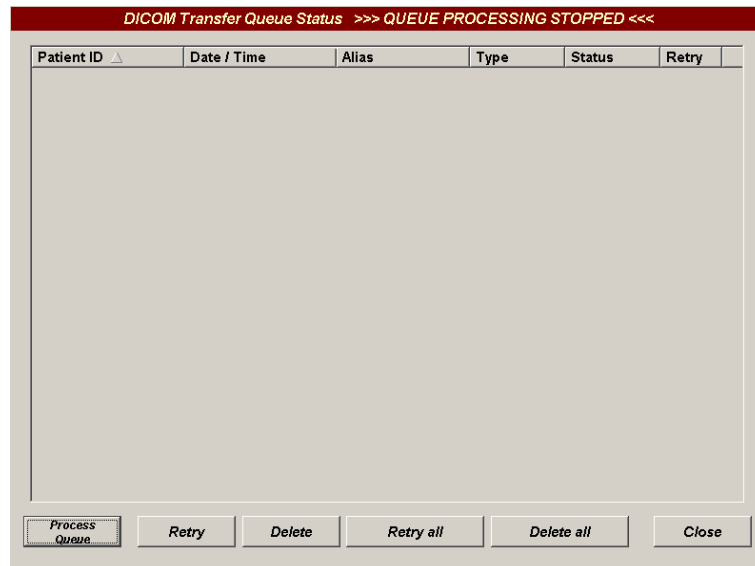 DICOM Transfer Queue Status >>> QUEUE PROCESSING STOPPED <<<
Patient ID Date / Time Alias Type Status Retry
Process
Queue
Retry Delete Retry all Delete all Close